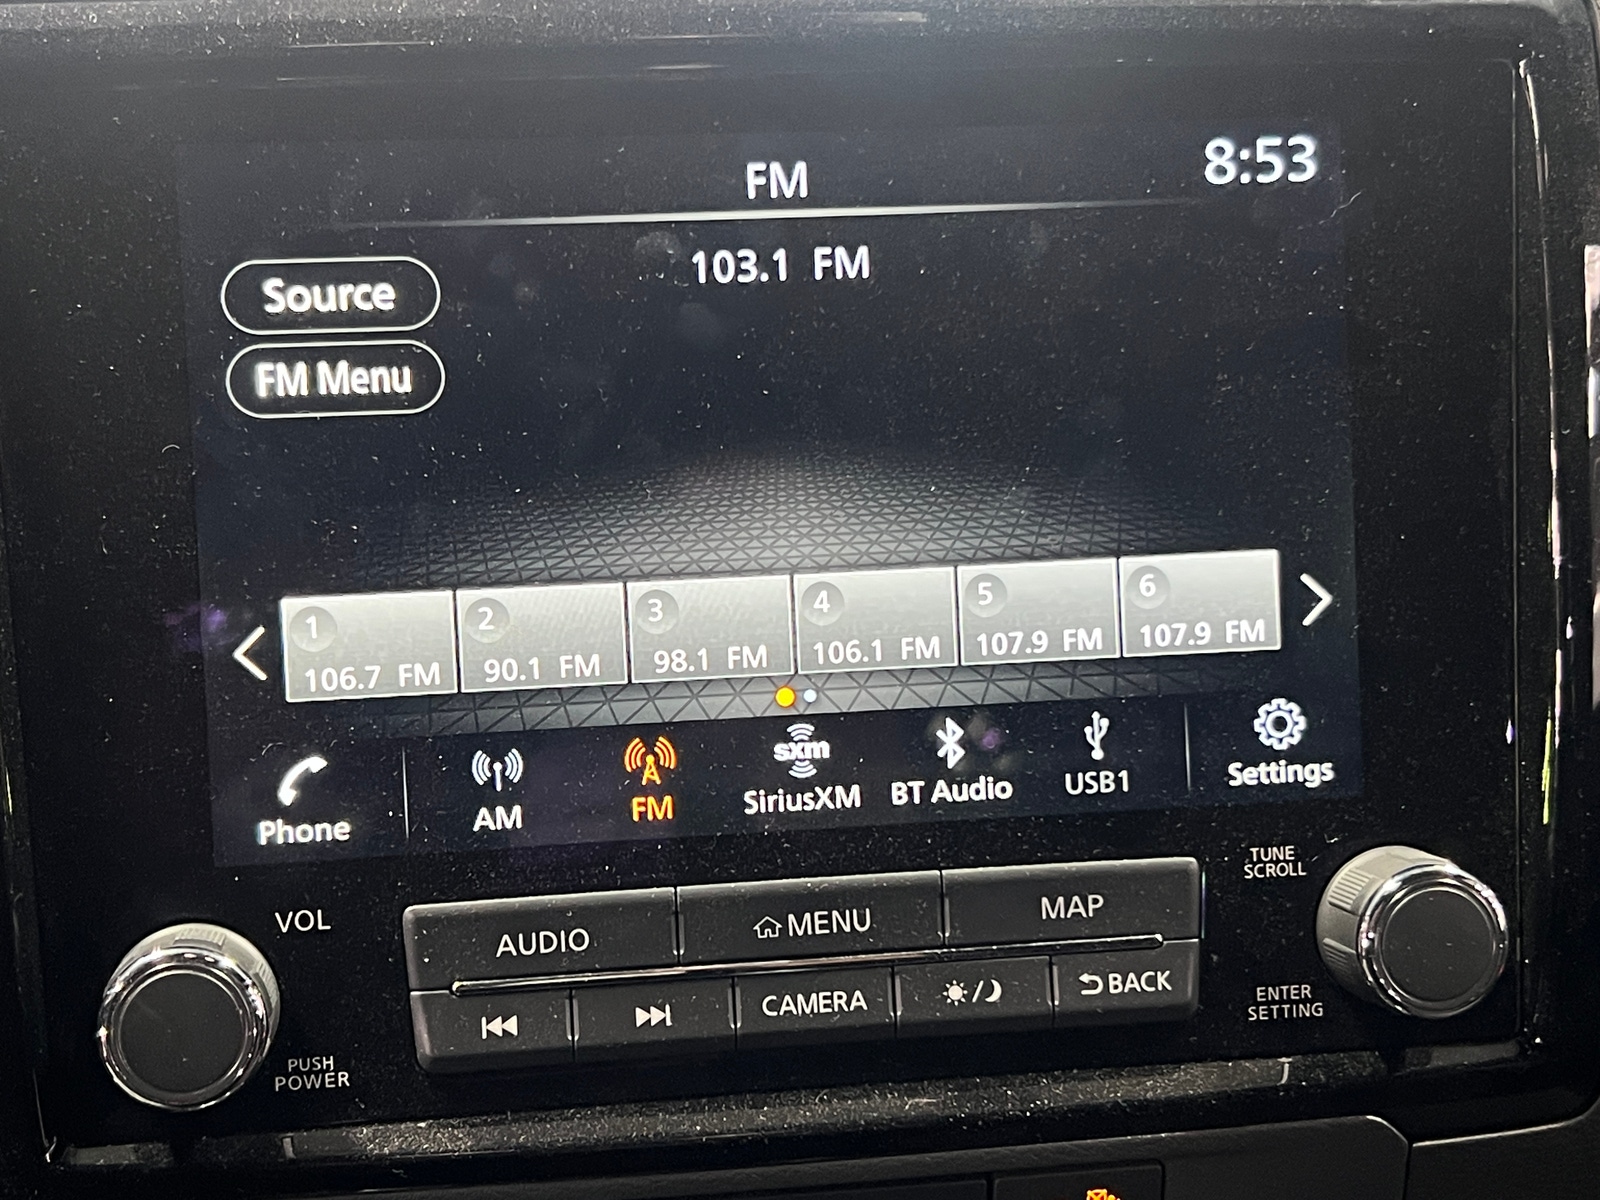 FM
8:53
103.1 FM
Source
FM Menu
1
106.7 FM
2
90.1 FM
3
98.1 FM
4
106.1 FM
5
107.9 FM
6
107.9 FM
Phone
AM
FM
sxm
SiriusXM
BT Audio
USB1
Settings
VOL
PUSH
POWER
AUDIO
MENU
MAP
CAMERA
/
BACK
TUNE
SCROLL
ENTER
SETTING